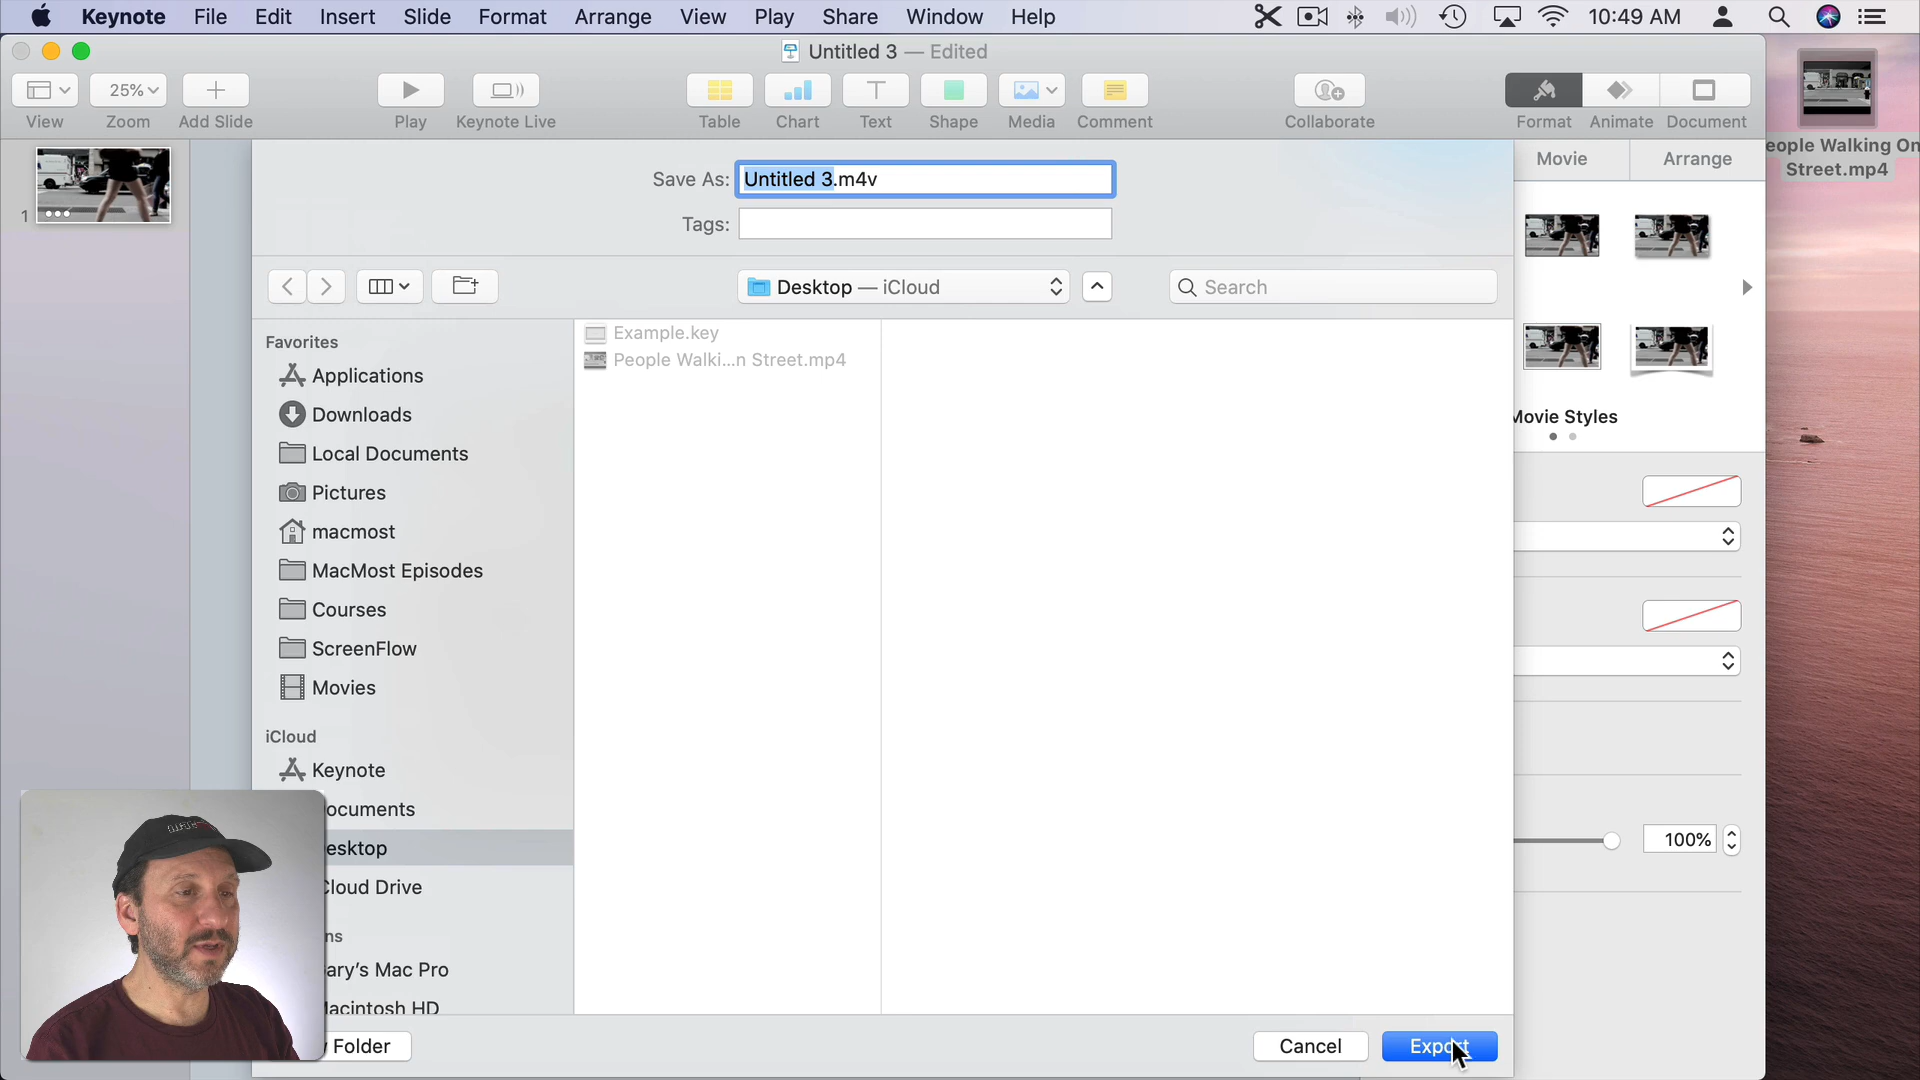 Keynote File Edit Insert Slide Format Arrange View Play Share Window Help 10:49 AM
Untitled 3 — Edited
25%
View Zoom Add Slide Play Keynote Live Table Chart Text Shape Media Comment Collaborate Format Animate Document
eople Walking On
Street.mp4
Movie Arrange
1
Save As: Untitled 3.m4v
Tags:
Desktop — iCloud
Search
Favorites
Applications
Downloads
Local Documents
Pictures
macmost
MacMost Episodes
Courses
ScreenFlow
Movies
iCloud
Keynote
ocuments
esktop
Cloud Drive
ns
ary's Mac Pro
acintosh HD
Example.key
People Walki...n Street.mp4
Movie Styles
100%
Folder
Cancel
Export